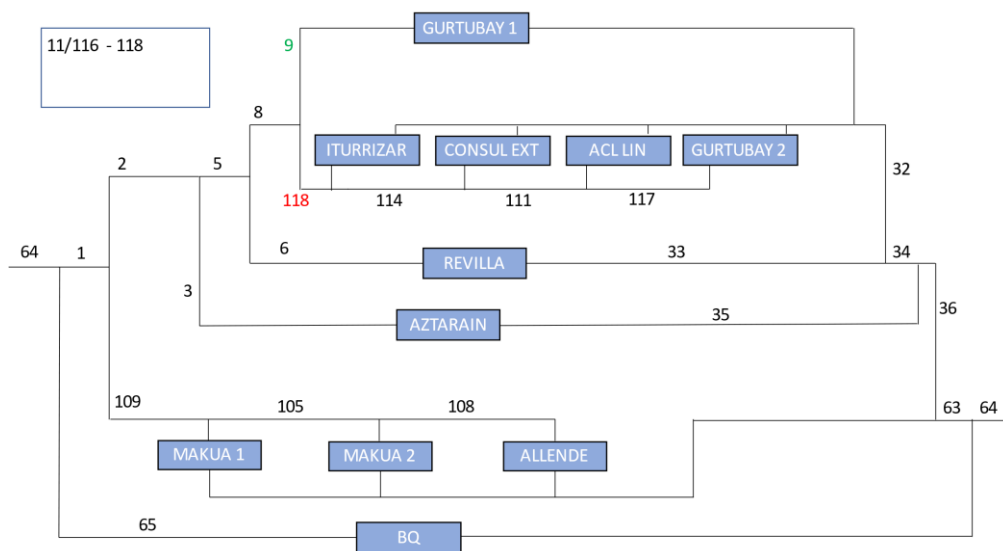 GURTUBAY 1
11/116 - 118
9
8
ITURRIZAR
CONSUL EXT
ACL LIN
GURTUBAY 2
2
5
32
118
114
111
117
64
1
6
REVILLA
33
34
3
AZTARAIN
35
36
109
105
108
63
64
MAKUA 1
MAKUA 2
ALLENDE
65
BQ